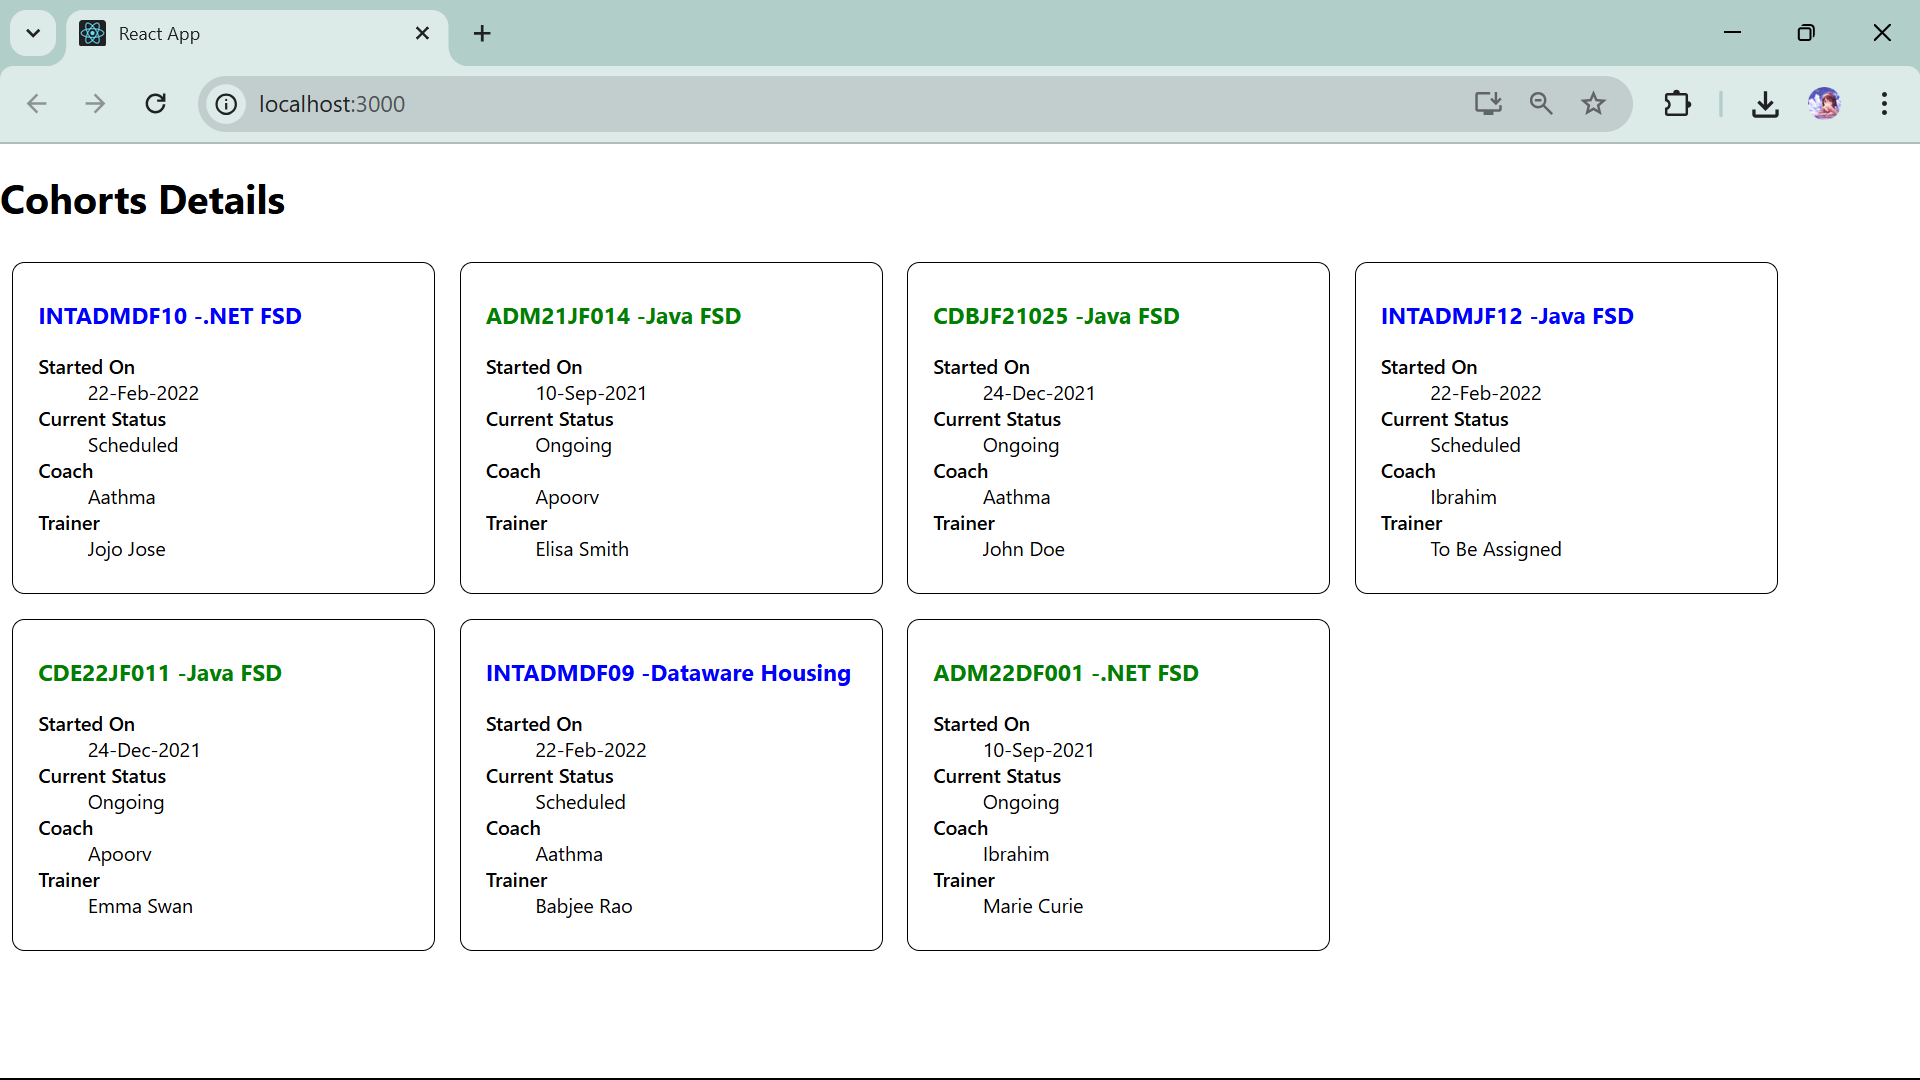 React App
localhost:3000
Cohorts Details
INTADMDF10 -.NET FSD
Started On
22-Feb-2022
Current Status
Scheduled
Coach
Aathma
Trainer
Jojo Jose
ADM21JF014 -Java FSD
Started On
10-Sep-2021
Current Status
Ongoing
Coach
Apoorv
Trainer
Elisa Smith
CDBJF21025 -Java FSD
Started On
24-Dec-2021
Current Status
Ongoing
Coach
Aathma
Trainer
John Doe
INTADMJF12 -Java FSD
Started On
22-Feb-2022
Current Status
Scheduled
Coach
Ibrahim
Trainer
To Be Assigned
CDE22JF011 -Java FSD
Started On
24-Dec-2021
Current Status
Ongoing
Coach
Apoorv
Trainer
Emma Swan
INTADMDF09 -Dataware Housing
Started On
22-Feb-2022
Current Status
Scheduled
Coach
Aathma
Trainer
Babjee Rao
ADM22DF001 -.NET FSD
Started On
10-Sep-2021
Current Status
Ongoing
Coach
Ibrahim
Trainer
Marie Curie